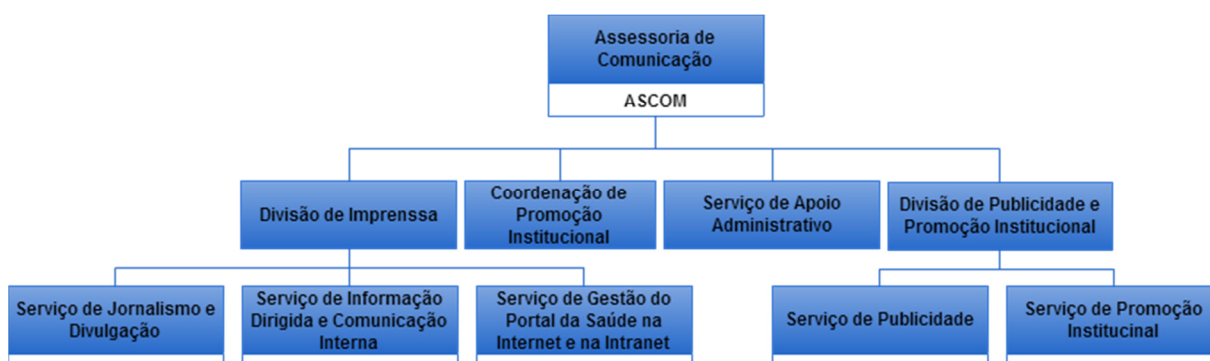 Assessoria de
Comunicação
ASCOM
Divisão de Imprenssa
Coordenação de
Promoção
Institucional
Serviço de Apoio
Administrativo
Divisão de Publicidade e
Promoção Institucional
Serviço de Jornalismo e
Divulgação
Serviço de Informação
Dirigida e Comunicação
Interna
Serviço de Gestão do
Portal da Saúde na
Internet e na Intranet
Serviço de Publicidade
Serviço de Promoção
Institucinal